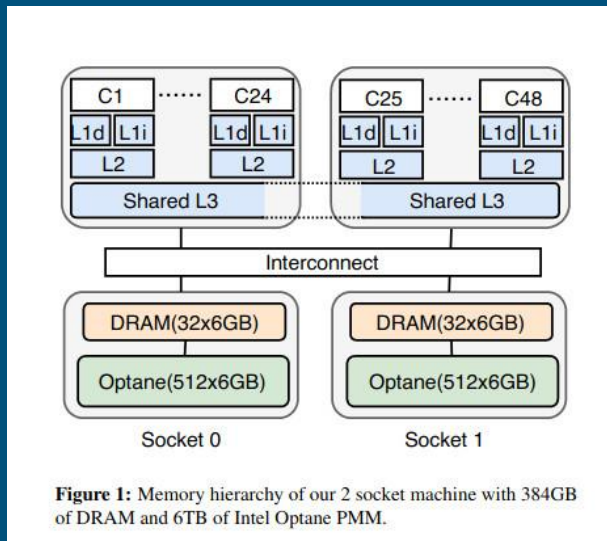 C1 ...... C24 C25 ...... C48
L1d L1i L1d L1i L1d L1i L1d L1i
L2 L2 L2 L2
Shared L3 Shared L3
Interconnect
DRAM(32x6GB) DRAM(32x6GB)
Optane(512x6GB) Optane(512x6GB)
Socket 0 Socket 1
Figure 1: Memory hierarchy of our 2 socket machine with 384GB
of DRAM and 6TB of Intel Optane PMM.